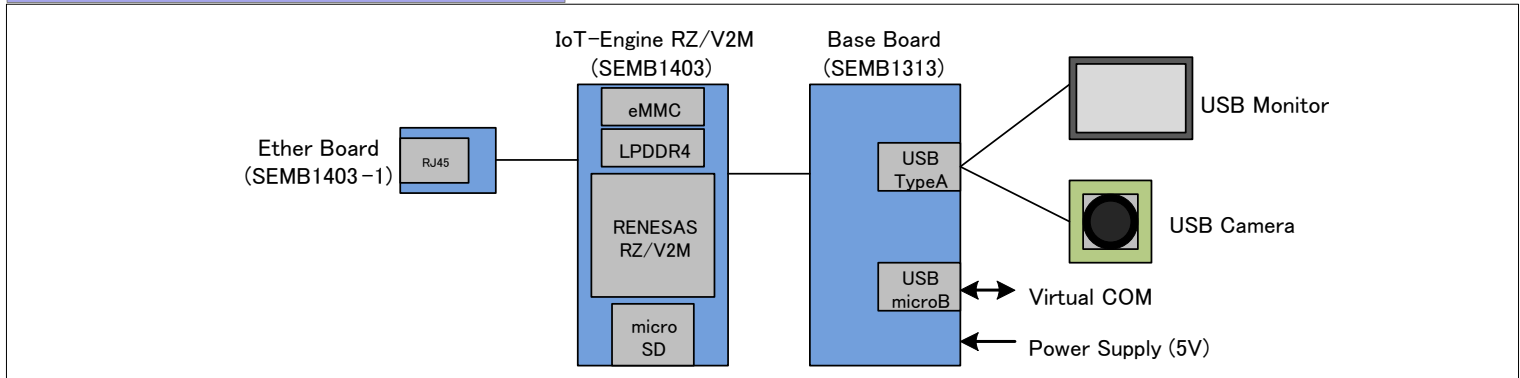 IoT-Engine RZ/V2M
(SEMB1403)
Base Board
(SEMB1313)
eMMC
LPDDR4
RENESAS
RZ/V2M
micro
SD
Ether Board
(SEMB1403-1)
RJ45
USB
TypeA
USB
microB
USB Monitor
USB Camera
Virtual COM
Power Supply (5V)